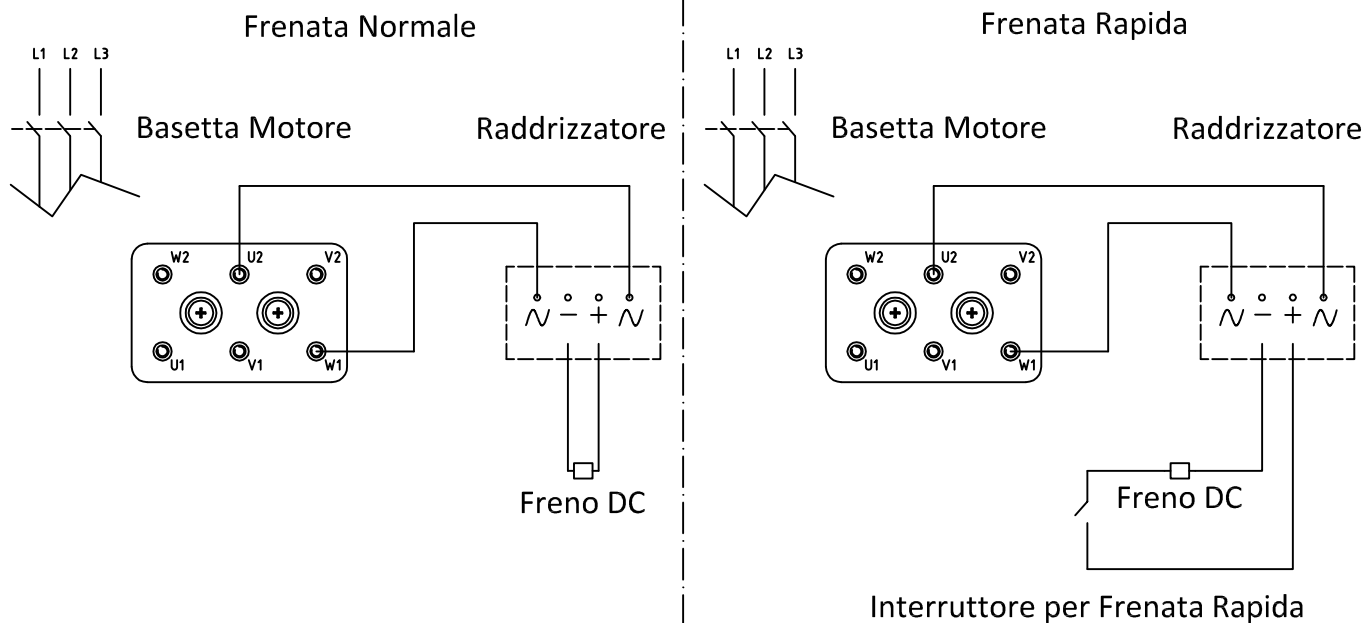 Frenata Normale
L1 L2 L3
Basetta Motore
Raddrizzatore
W2 U2 V2
U1 V1 W1
∿ − + ∿
Freno DC
Frenata Rapida
L1 L2 L3
Basetta Motore
Raddrizzatore
W2 U2 V2
U1 V1 W1
∿ − + ∿
Freno DC
Interruttore per Frenata Rapida